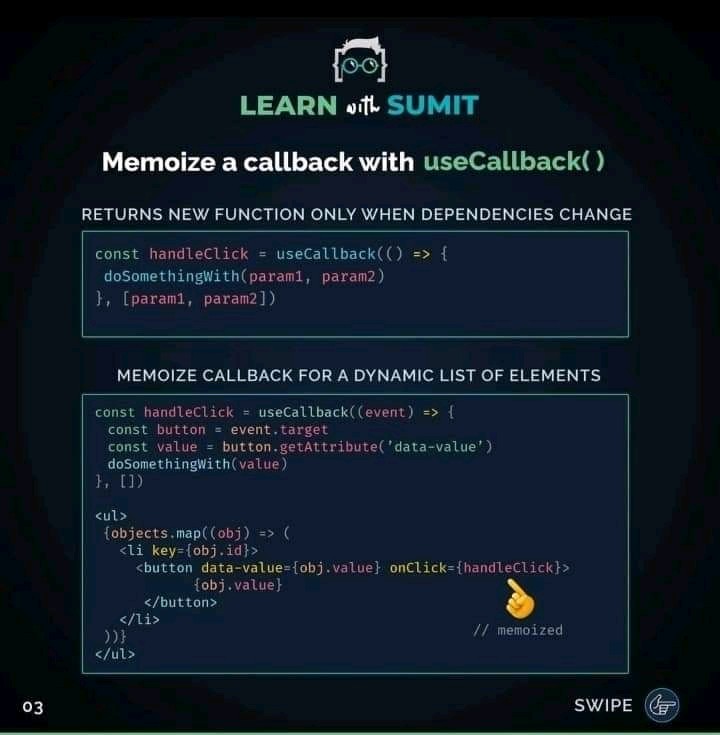 LEARN with SUMIT
Memoize a callback with useCallback( )
RETURNS NEW FUNCTION ONLY WHEN DEPENDENCIES CHANGE
const handleClick = useCallback(() => {
doSomethingWith(param1, param2)
}, [param1, param2])
MEMOIZE CALLBACK FOR A DYNAMIC LIST OF ELEMENTS
const handleClick = useCallback((event) => {
const button = event.target
const value = button.getAttribute('data-value')
doSomethingWith(value)
}, [])
<ul>
{objects.map((obj) => (
<li key={obj.id}>
<button data-value={obj.value} onClick={handleClick}>
{obj.value}
</button>
</li>
))}
</ul>
// memoized
03
SWIPE